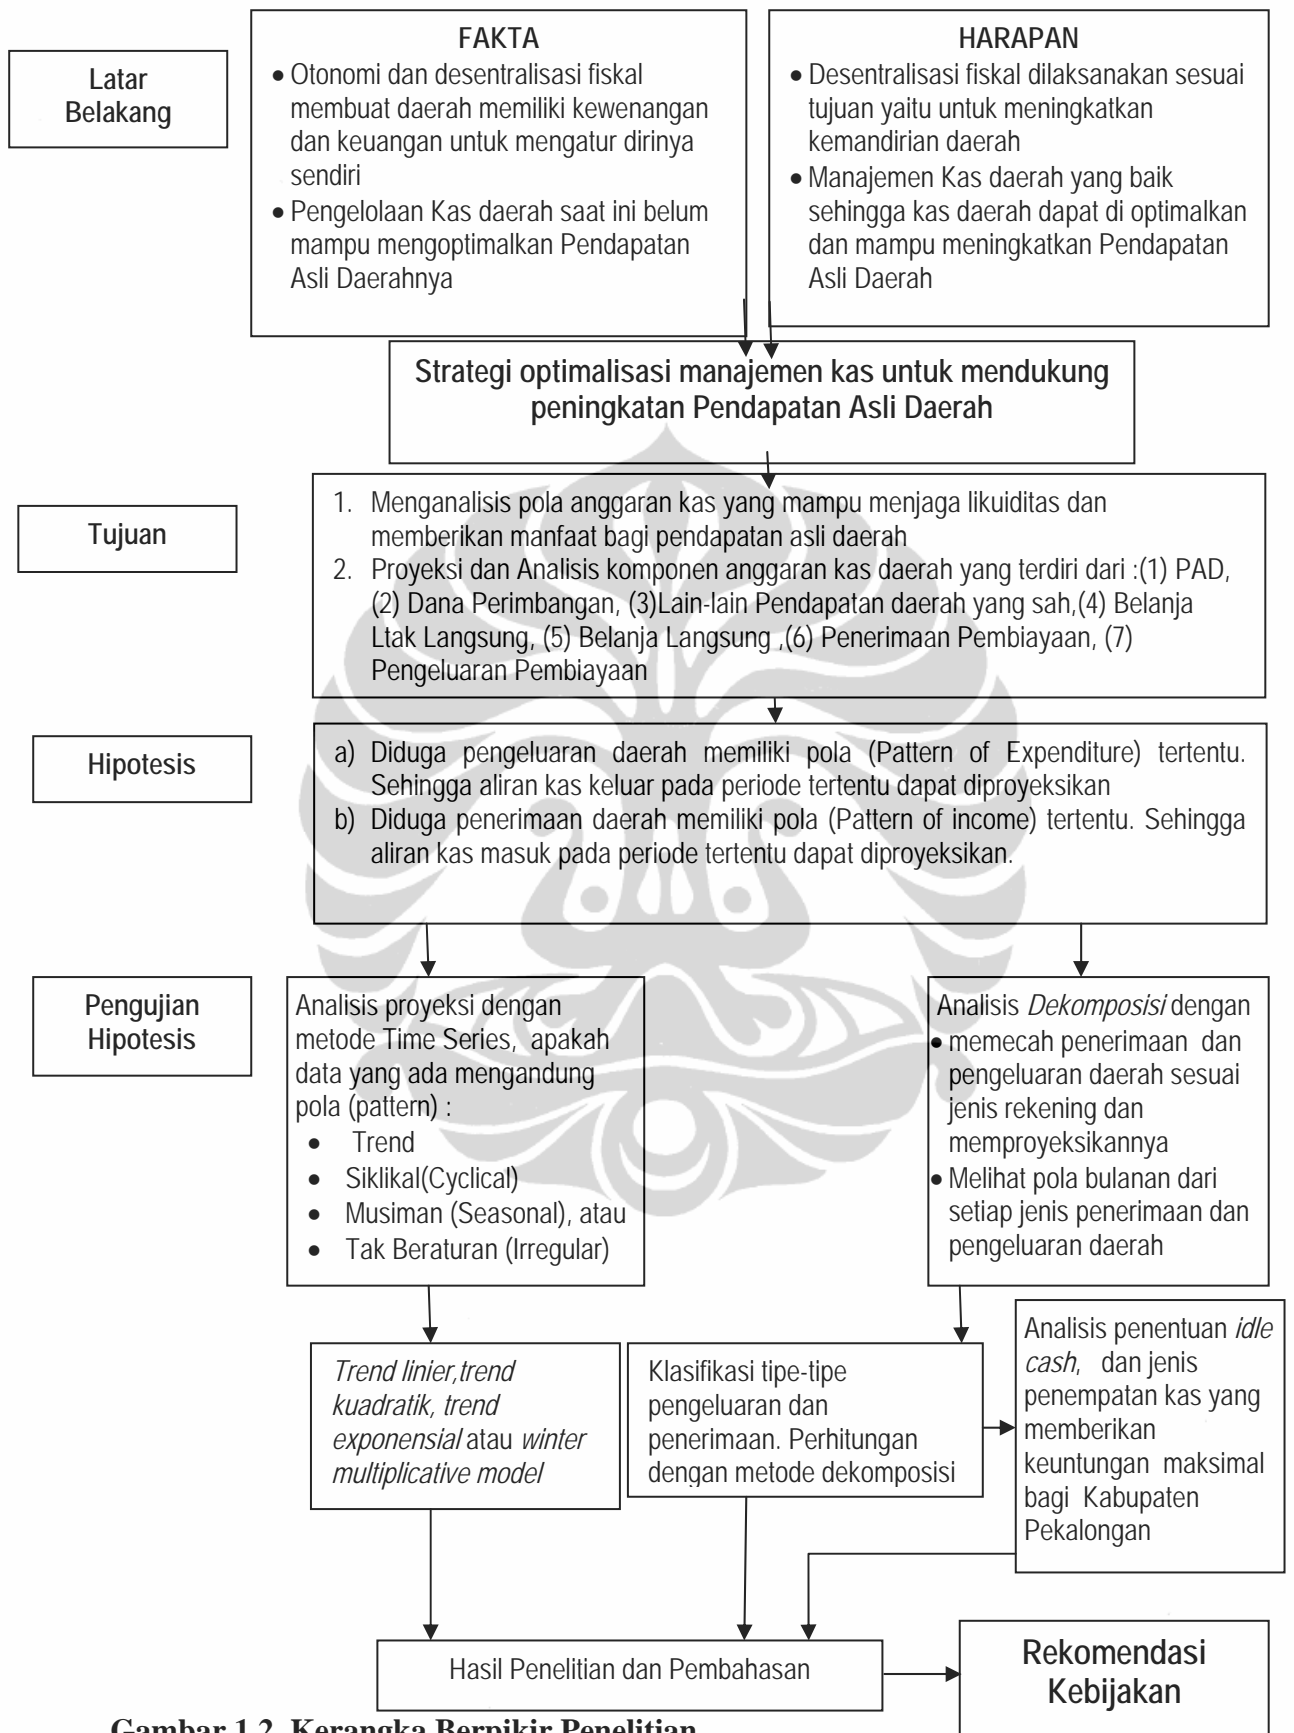 Latar
Belakang
FAKTA
• Otonomi dan desentralisasi fiskal
membuat daerah memiliki kewenangan
dan keuangan untuk mengatur dirinya
sendiri
• Pengelolaan Kas daerah saat ini belum
mampu mengoptimalkan Pendapatan
Asli Daerahnya
HARAPAN
• Desentralisasi fiskal dilaksanakan sesuai
tujuan yaitu untuk meningkatkan
kemandirian daerah
• Manajemen Kas daerah yang baik
sehingga kas daerah dapat di optimalkan
dan mampu meningkatkan Pendapatan
Asli Daerah
Strategi optimalisasi manajemen kas untuk mendukung
peningkatan Pendapatan Asli Daerah
Tujuan
1. Menganalisis pola anggaran kas yang mampu menjaga likuiditas dan
memberikan manfaat bagi pendapatan asli daerah
2. Proyeksi dan Analisis komponen anggaran kas daerah yang terdiri dari :(1) PAD,
(2) Dana Perimbangan, (3)Lain-lain Pendapatan daerah yang sah,(4) Belanja
Ltak Langsung, (5) Belanja Langsung ,(6) Penerimaan Pembiayaan, (7)
Pengeluaran Pembiayaan
Hipotesis
a) Diduga pengeluaran daerah memiliki pola (Pattern of Expenditure) tertentu.
Sehingga aliran kas keluar pada periode tertentu dapat diproyeksikan
b) Diduga penerimaan daerah memiliki pola (Pattern of income) tertentu. Sehingga
aliran kas masuk pada periode tertentu dapat diproyeksikan.
Pengujian
Hipotesis
Analisis proyeksi dengan
metode Time Series, apakah
data yang ada mengandung
pola (pattern) :
• Trend
• Siklikal(Cyclical)
• Musiman (Seasonal), atau
• Tak Beraturan (Irregular)
Analisis Dekomposisi dengan
• memecah penerimaan dan
pengeluaran daerah sesuai
jenis rekening dan
memproyeksikannya
• Melihat pola bulanan dari
setiap jenis penerimaan dan
pengeluaran daerah
Trend linier,trend
kuadratik, trend
exponensial atau winter
multiplicative model
Klasifikasi tipe-tipe
pengeluaran dan
penerimaan. Perhitungan
dengan metode dekomposisi
Analisis penentuan idle
cash, dan jenis
penempatan kas yang
memberikan
keuntungan maksimal
bagi Kabupaten
Pekalongan
Hasil Penelitian dan Pembahasan
Rekomendasi
Kebijakan
Gambar 1.2. Kerangka Berpikir Penelitian